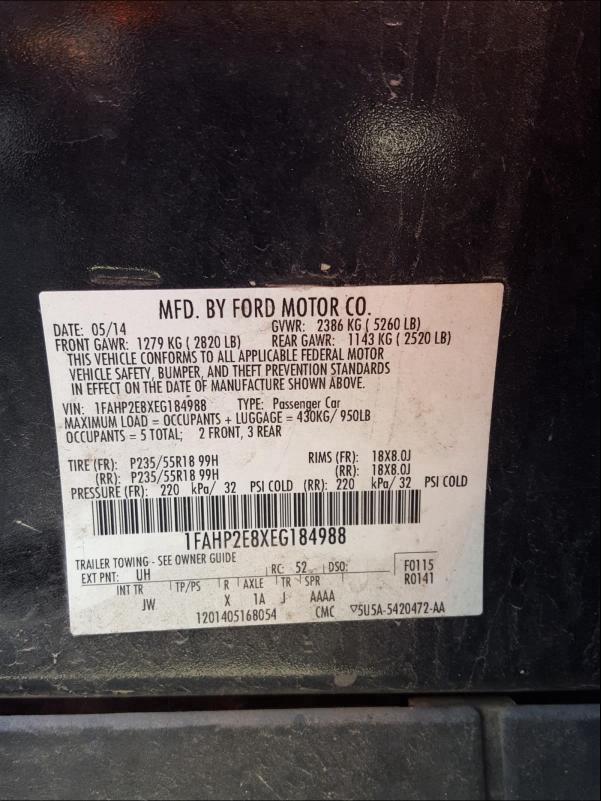 MFD. BY FORD MOTOR CO.
DATE: 05/14 GVWR: 2386 KG ( 5260 LB)
FRONT GAWR: 1279 KG ( 2820 LB) REAR GAWR: 1143 KG ( 2520 LB)
THIS VEHICLE CONFORMS TO ALL APPLICABLE FEDERAL MOTOR
VEHICLE SAFETY, BUMPER, AND THEFT PREVENTION STANDARDS
IN EFFECT ON THE DATE OF MANUFACTURE SHOWN ABOVE.
VIN: 1FAHP2E8XEG184988 TYPE: Passenger Car
MAXIMUM LOAD = OCCUPANTS + LUGGAGE = 430KG/ 950LB
OCCUPANTS = 5 TOTAL; 2 FRONT, 3 REAR
TIRE (FR): P235/55R18 99H RIMS (FR): 18X8.0J
(RR): P235/55R18 99H (RR): 18X8.0J
PRESSURE (FR): 220 kPa/ 32 PSI COLD (RR): 220 kPa/ 32 PSI COLD
1FAHP2E8XEG184988
TRAILER TOWING - SEE OWNER GUIDE
EXT PNT: UH RC: 52 DSO: F0115
INT TR TP/PS R AXLE TR SPR R0141
JW X 1A J AAAA
1201405168054 CMC ▽5U5A-5420472-AA